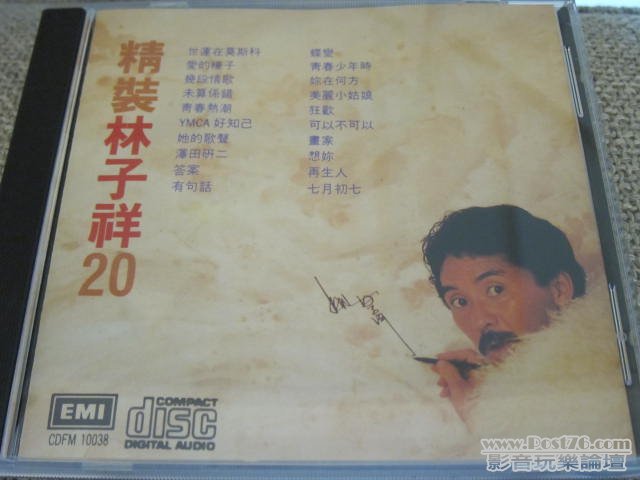 精裝林子祥20
世運在莫斯科
愛的種子
幾段情歌
未算係錯
青春熱潮
YMCA 好知己
她的歌聲
澤田研二
答案
有句話
蝶變
青春少年時
妳在何方
美麗小姑娘
狂歡
可以不可以
畫家
想妳
再生人
七月初七
EMI
CDFM 10038
COMPACT
disc
DIGITAL AUDIO
www.Post76.com
影音玩樂論壇